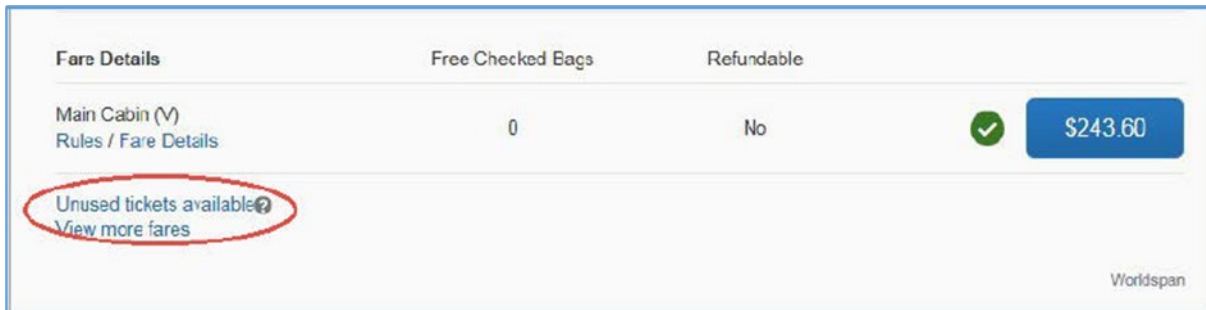 Fare Details Free Checked Bags Refundable
Main Cabin (V) 0 No $243.60
Rules / Fare Details
Unused tickets available?
View more fares
Worldspan